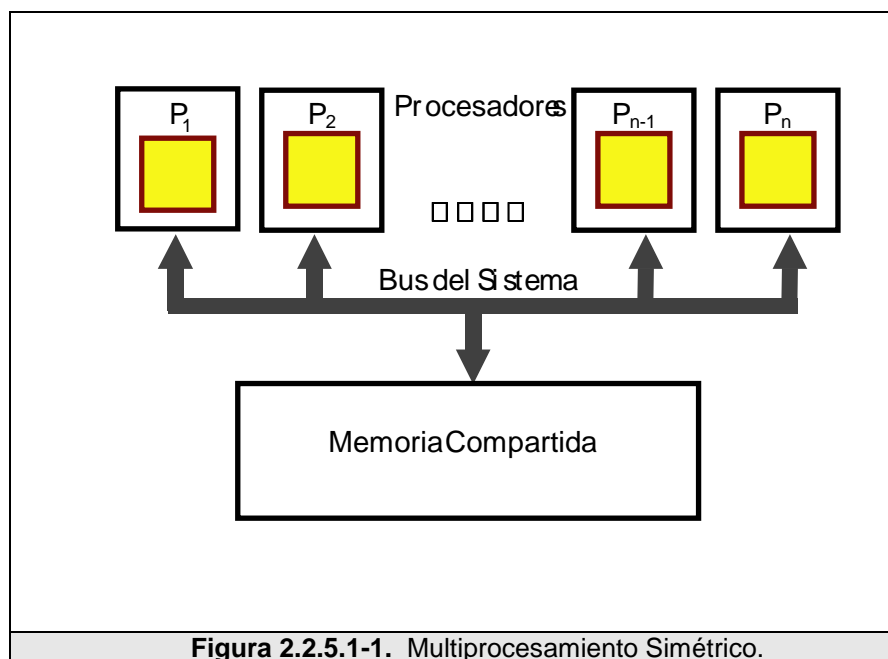 P1 P2 Procesadores Pn-1 Pn
Bus del Sistema
Memoria Compartida
Figura 2.2.5.1-1. Multiprocesamiento Simétrico.